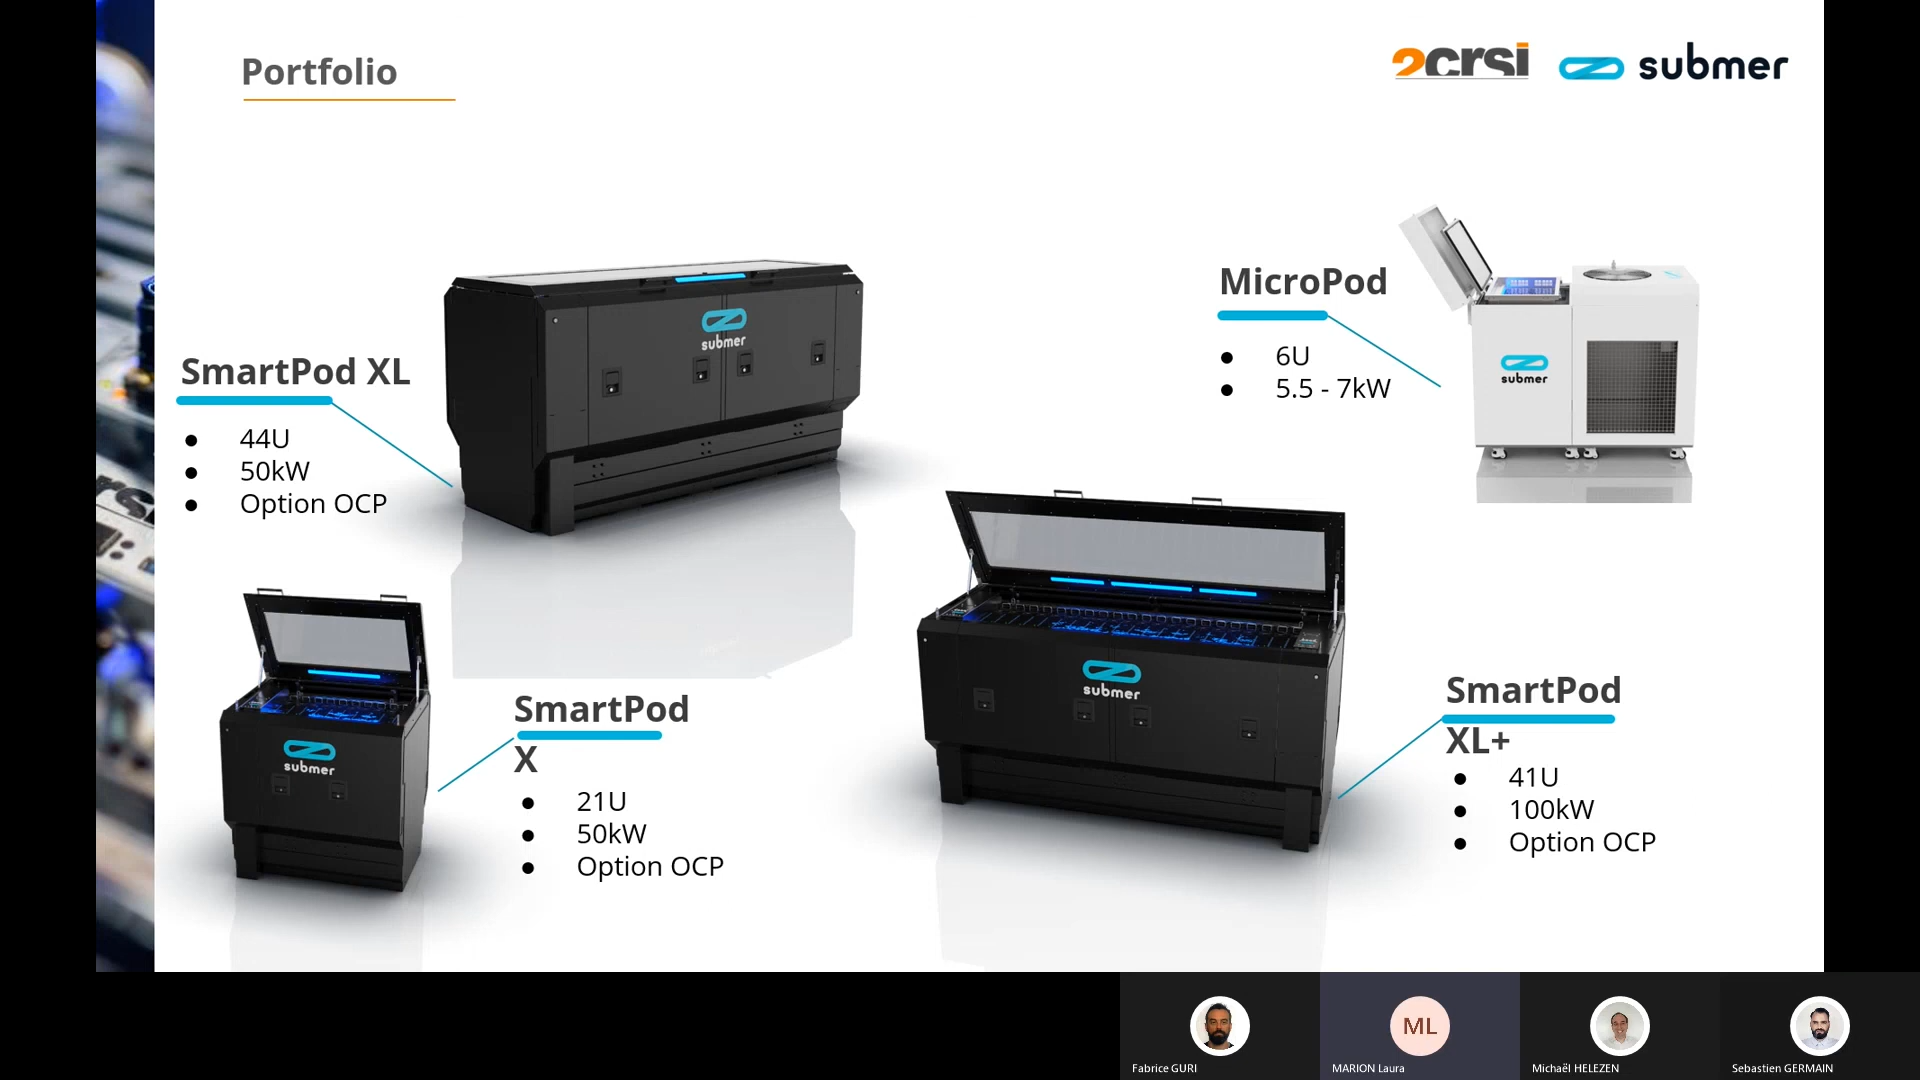 Portfolio
2crsi
submer
MicroPod
● 6U
● 5.5 - 7kW
submer
submer
SmartPod XL
● 44U
● 50kW
● Option OCP
submer
SmartPod
X
● 21U
● 50kW
● Option OCP
submer
SmartPod
XL+
● 41U
● 100kW
● Option OCP
ML
Fabrice GURI
MARION Laura
Michaël HELEZEN
Sebastien GERMAIN